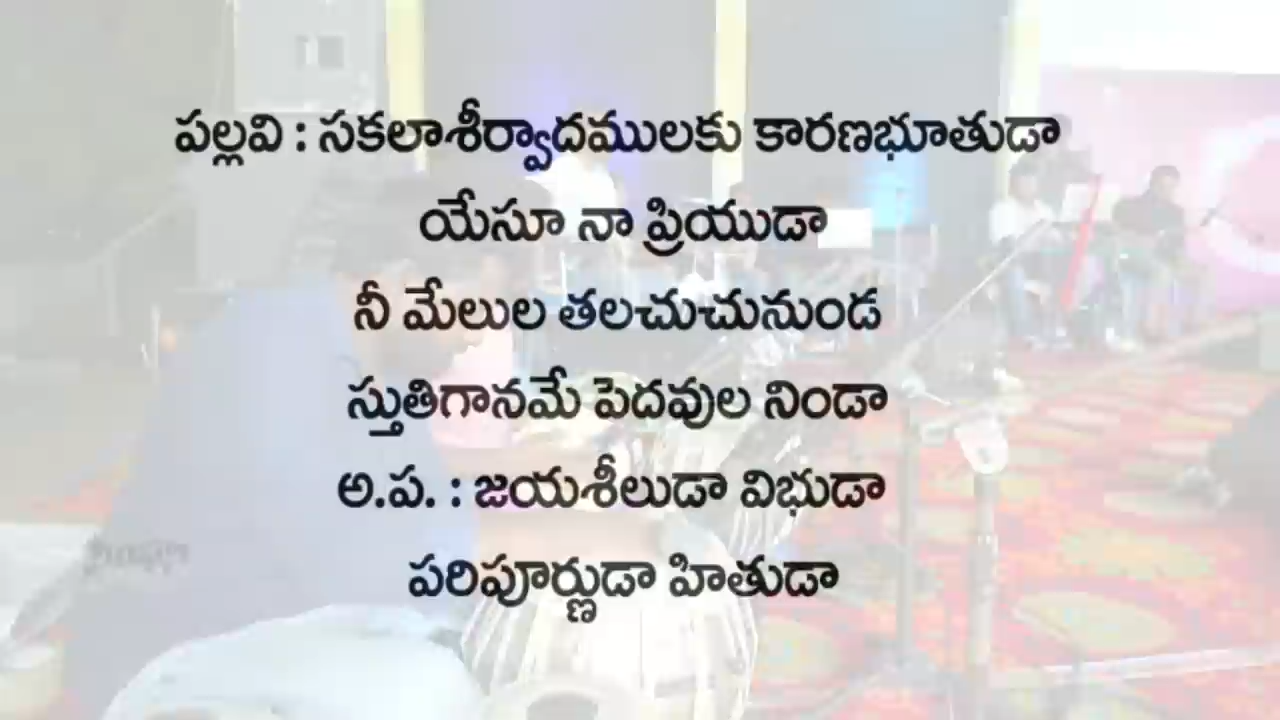 పల్లవి : సకలాశీర్వాదములకు కారణభూతుడా
యేసూ నా ప్రియుడా
నీ మేలుల తలచుచునుండ
స్తుతిగానమే పెదవుల నిండా
అ.ప. : జయశీలుడా విభుడా
పరిపూర్ణుడా హితుడా